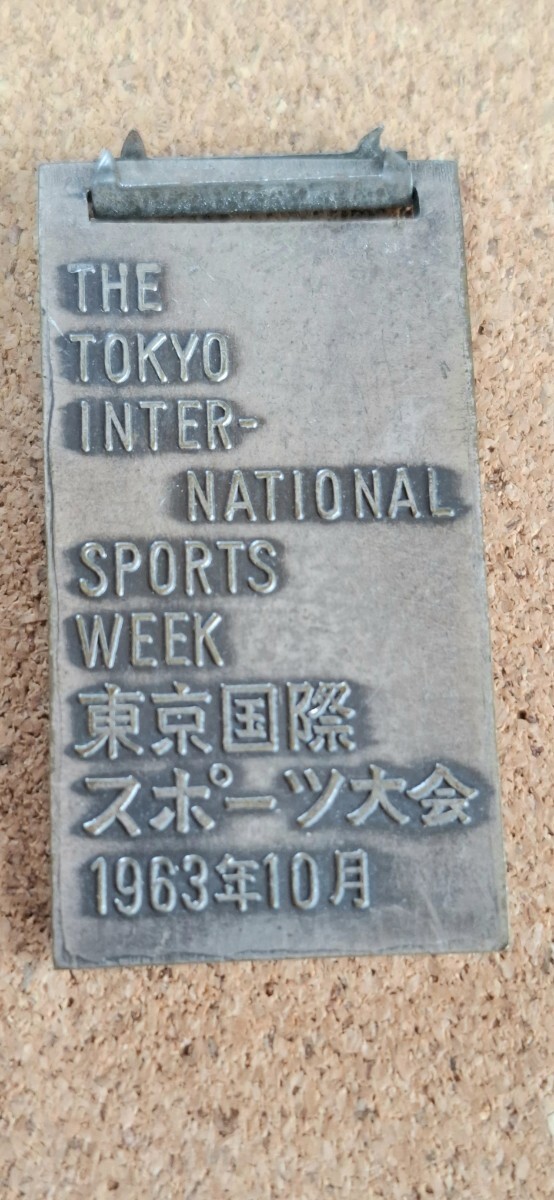 THE
TOKYO
INTER-
NATIONAL
SPORTS
WEEK
東京国際
スポーツ大会
1963年10月